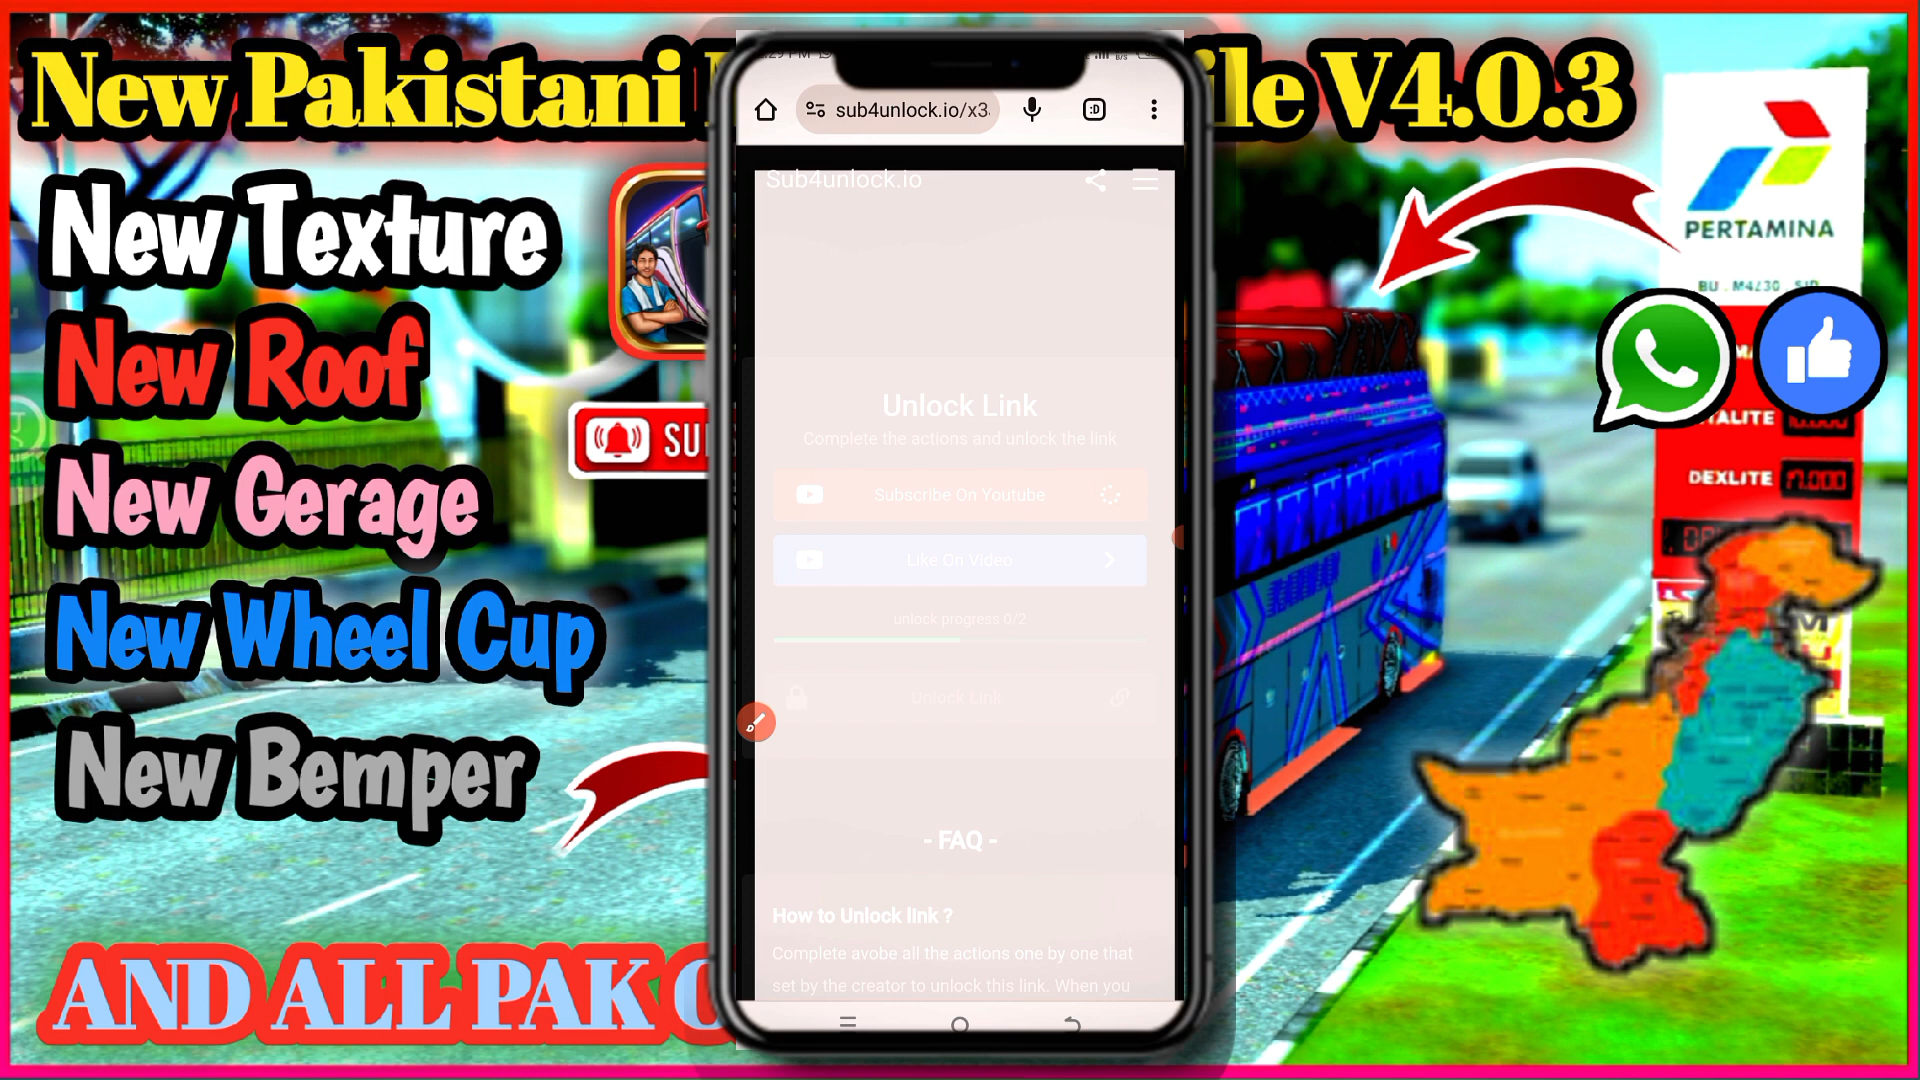 New Pakistani
ile V4.0.3
New Texture
New Roof
New Gerage
New Wheel Cup
New Bemper
AND ALL PAK
SU
sub4unlock.io/x3
Sub4unlock.io
Unlock Link
Complete the actions and unlock the link
Subscribe On Youtube
Like On Video
unlock progress 0/2
Unlock Link
- FAQ -
How to Unlock link ?
Complete avobe all the actions one by one that
set by the creator to unlock this link. When you
PERTAMINA
DEXLITE